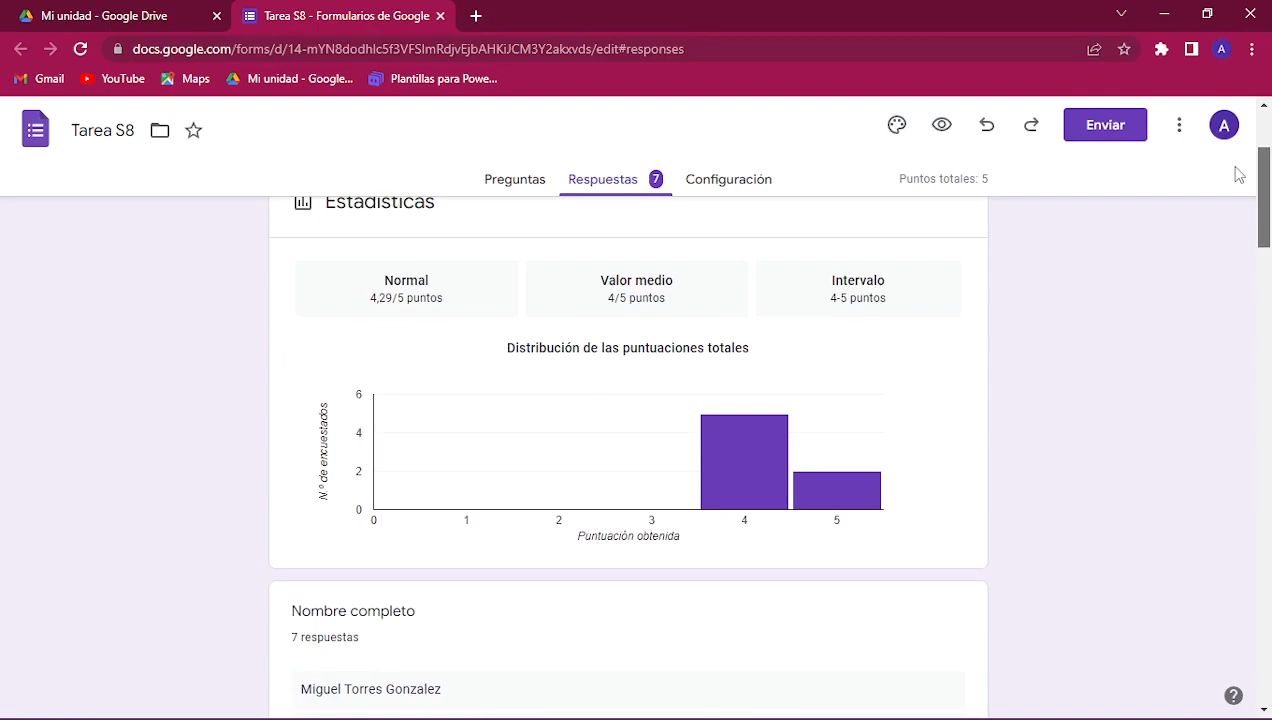 Mi unidad - Google Drive
Tarea S8 - Formularios de Google
docs.google.com/forms/d/14-mYN8dodhlc5f3VFSlmRdjvEjbAHKiJCM3Y2akxvds/edit#responses
A
Gmail
YouTube
Maps
Mi unidad - Google...
Plantillas para Powe...
Tarea S8
Enviar
A
Preguntas
Respuestas 7
Configuración
Puntos totales: 5
Estadísticas
Normal
4,29/5 puntos
Valor medio
4/5 puntos
Intervalo
4-5 puntos
Distribución de las puntuaciones totales
N.º de encuestados
6
4
2
0
0 1 2 3 4 5
Puntuación obtenida
Nombre completo
7 respuestas
Miguel Torres Gonzalez